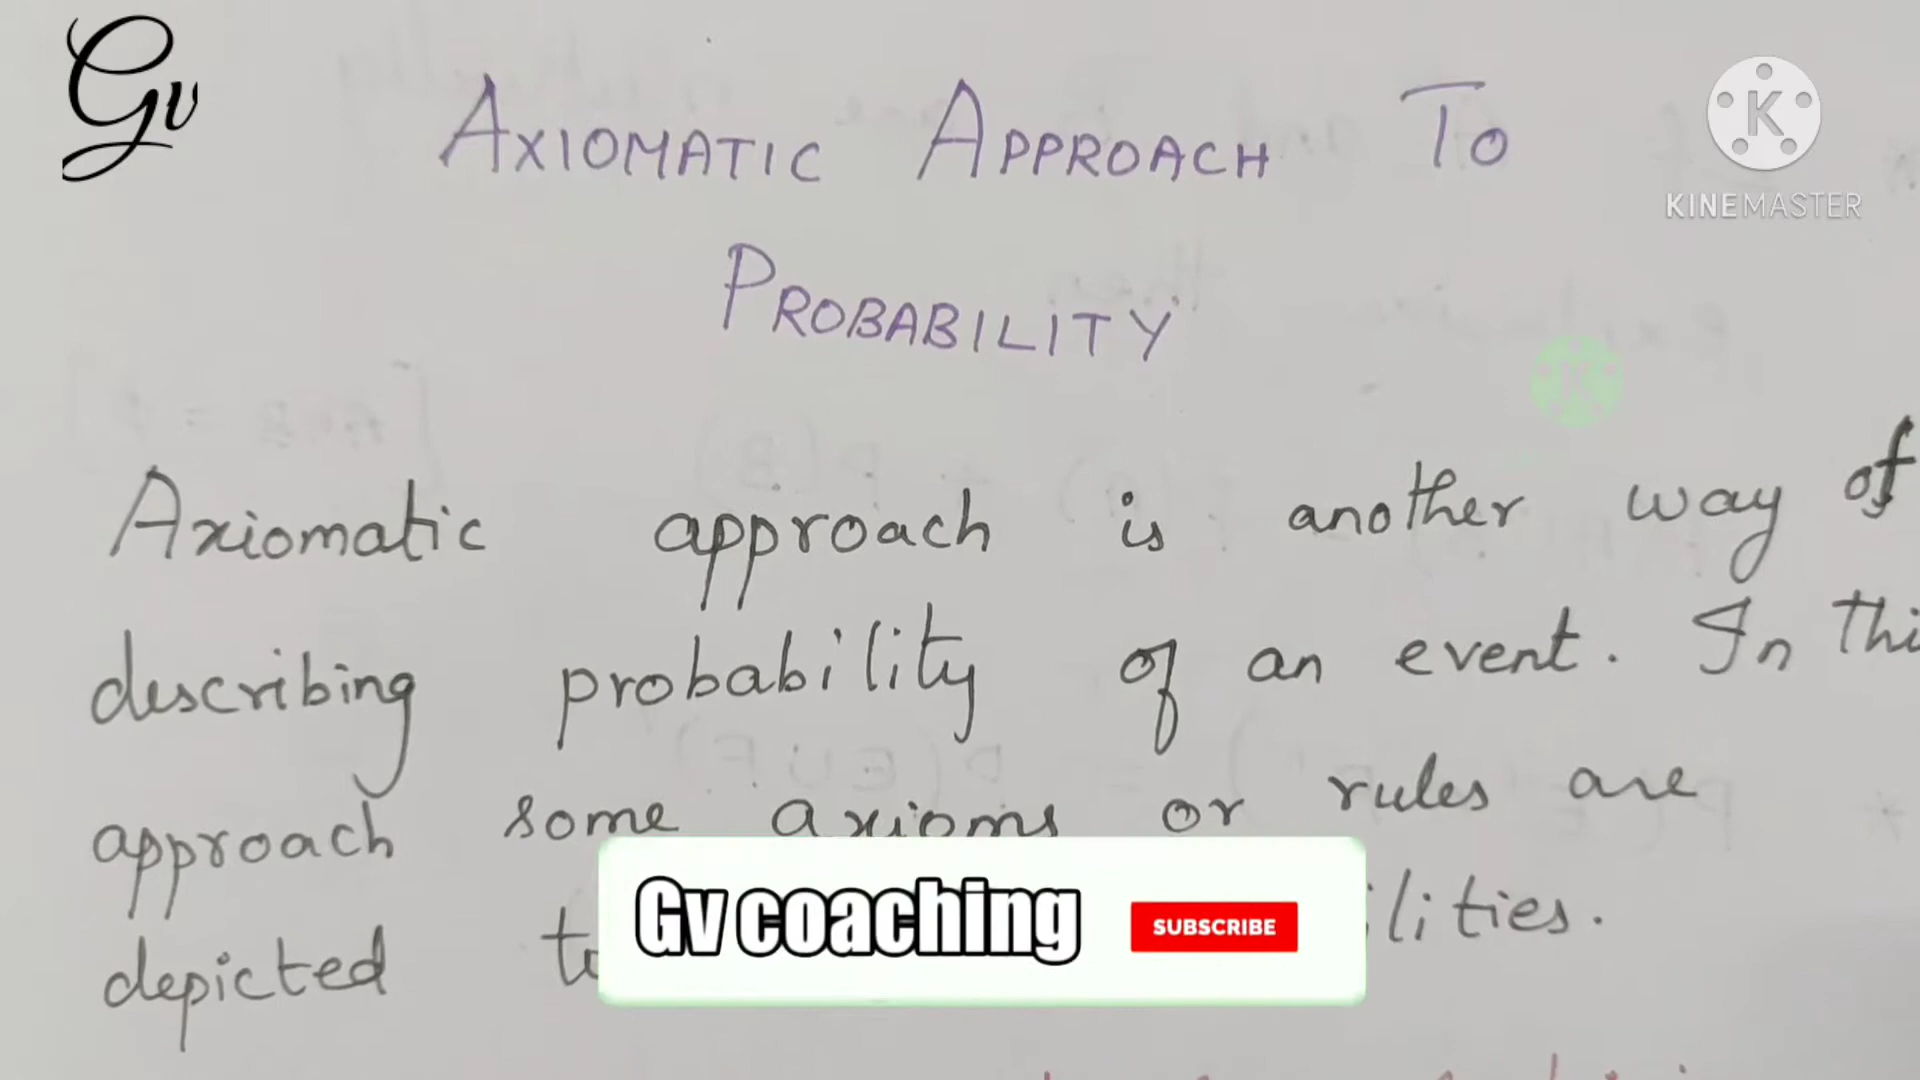 Gv
AXIOMATIC APPROACH TO
KINEMASTER
PROBABILITY
Axiomatic approach is another way of
describing probability of an event. In thi
approach some axioms or rules are
depicted
ilities.
Gv coaching
SUBSCRIBE